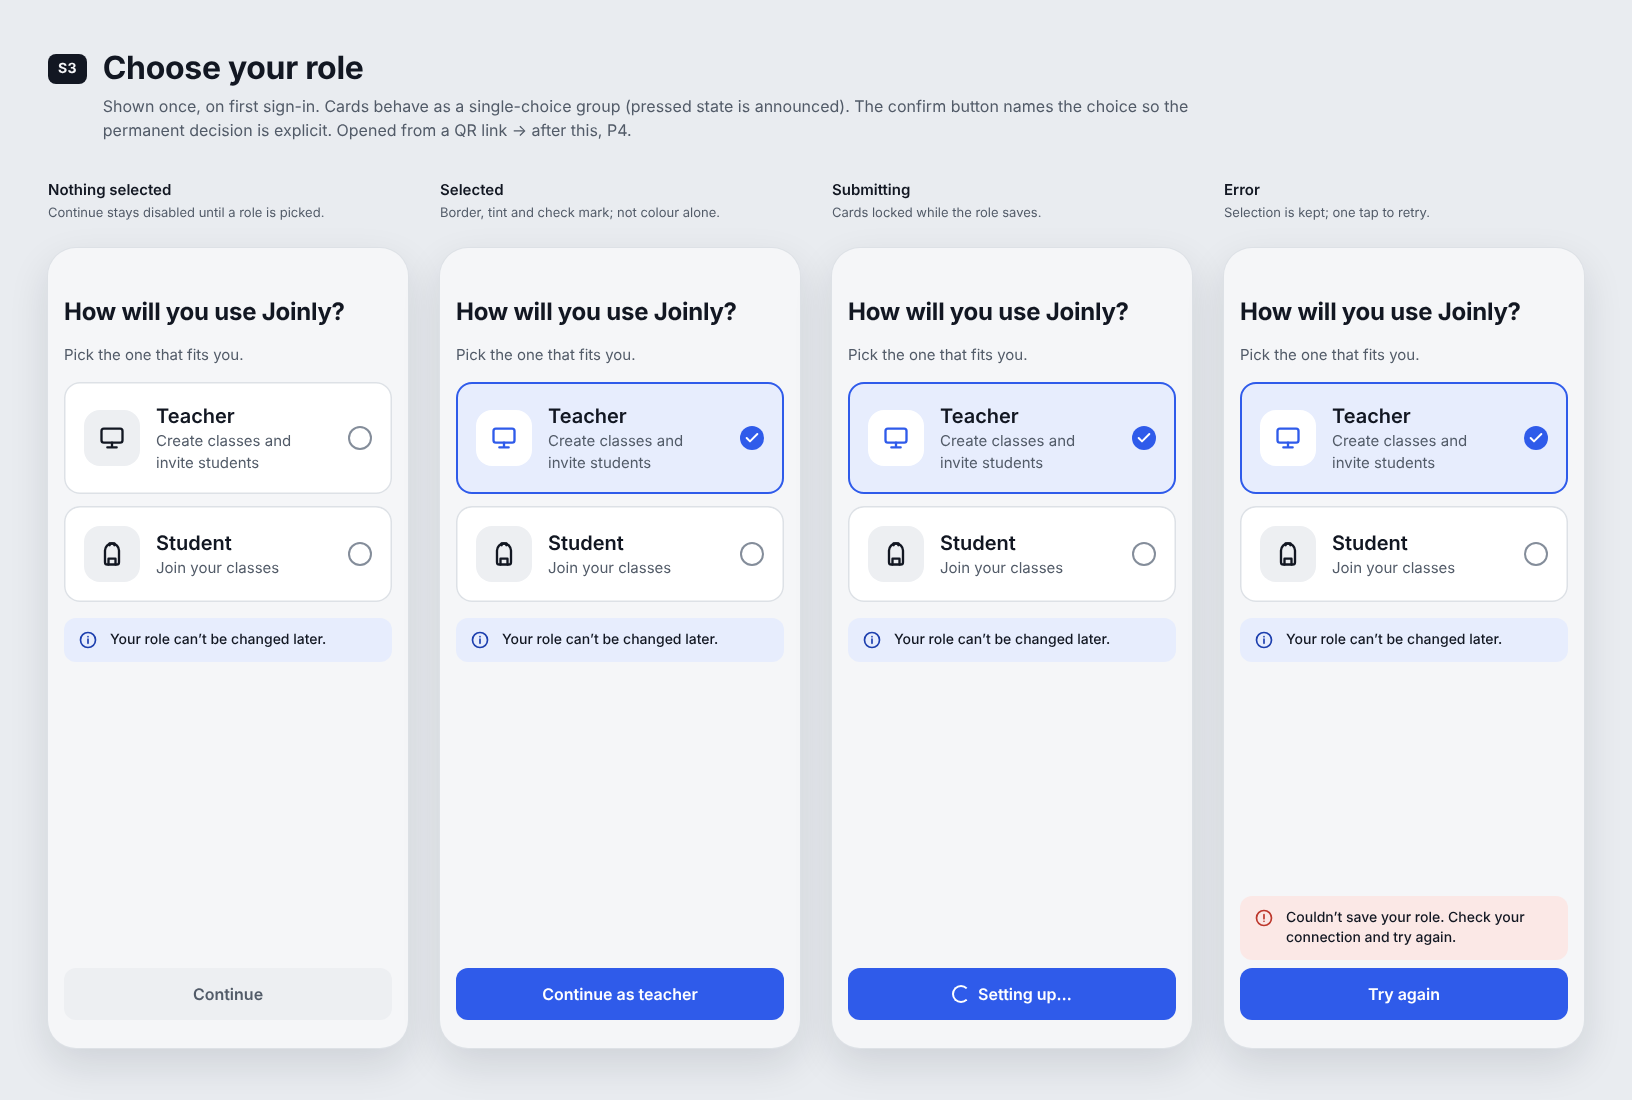 S3
Choose your role
Shown once, on first sign-in. Cards behave as a single-choice group (pressed state is announced). The confirm button names the choice so the
permanent decision is explicit. Opened from a QR link → after this, P4.
Nothing selected
Continue stays disabled until a role is picked.
How will you use Joinly?
Pick the one that fits you.
Teacher
Create classes and
invite students
Student
Join your classes
Your role can’t be changed later.
Continue
Selected
Border, tint and check mark; not colour alone.
How will you use Joinly?
Pick the one that fits you.
Teacher
Create classes and
invite students
Student
Join your classes
Your role can’t be changed later.
Continue as teacher
Submitting
Cards locked while the role saves.
How will you use Joinly?
Pick the one that fits you.
Teacher
Create classes and
invite students
Student
Join your classes
Your role can’t be changed later.
Setting up…
Error
Selection is kept; one tap to retry.
How will you use Joinly?
Pick the one that fits you.
Teacher
Create classes and
invite students
Student
Join your classes
Your role can’t be changed later.
Couldn’t save your role. Check your
connection and try again.
Try again